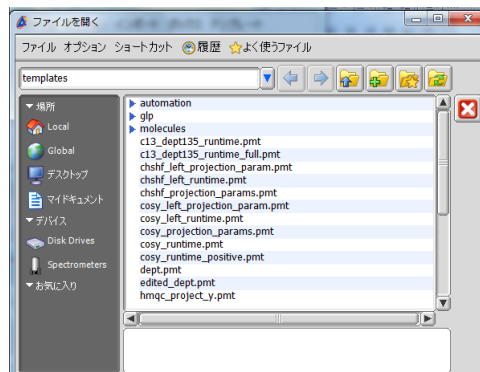 ファイルを開く
ファイル オプション ショートカット 履歴 よく使うファイル
templates
場所
Local
Global
デスクトップ
マイドキュメント
デバイス
Disk Drives
Spectrometers
お気に入り
automation
glp
molecules
c13_dept135_runtime.pmt
c13_dept135_runtime_full.pmt
chshf_left_projection_param.pmt
chshf_left_runtime.pmt
chshf_projection_params.pmt
cosy_left_projection_param.pmt
cosy_left_runtime.pmt
cosy_projection_params.pmt
cosy_runtime.pmt
cosy_runtime_positive.pmt
dept.pmt
edited_dept.pmt
hmqc_project_y.pmt